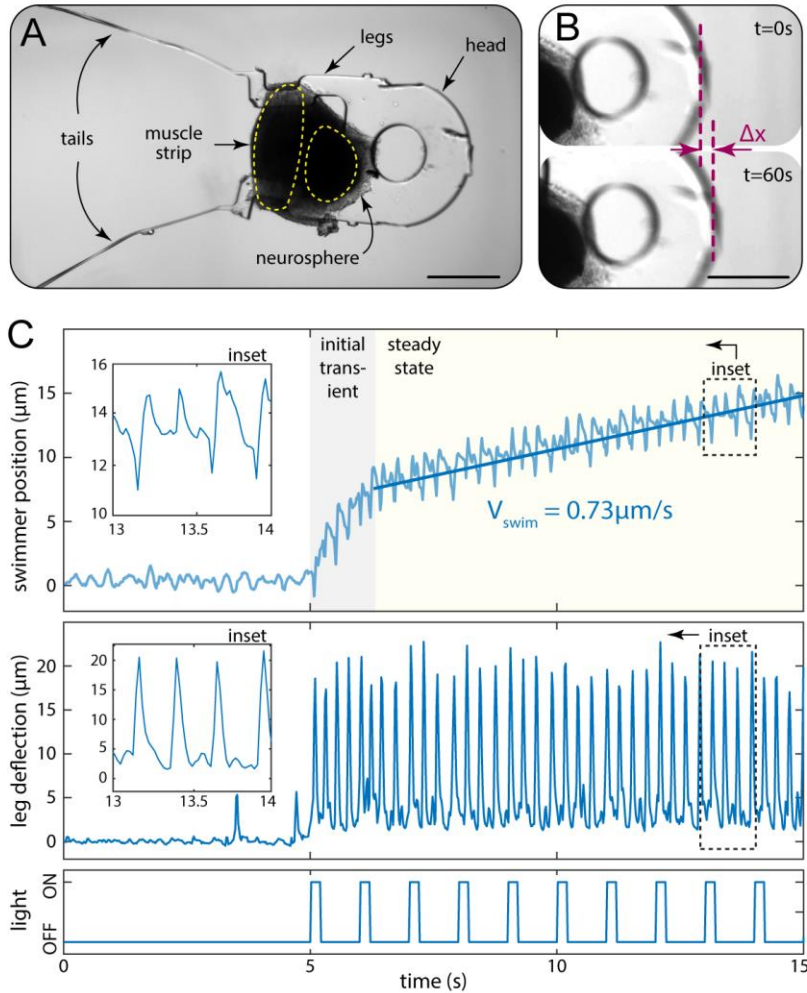 A
legs
head
tails
muscle
strip
neurosphere
B
t=0s
Δx
t=60s
C
swimmer position (μm)
15
10
5
0
inset
16
14
13
12
10
13
13.5
14
initial
trans-
ient
steady
state
inset
V_swim = 0.73μm/s
leg deflection (μm)
20
15
10
5
0
inset
20
15
10
5
0
13
13.5
14
inset
light
ON
OFF
0
5
10
15
time (s)